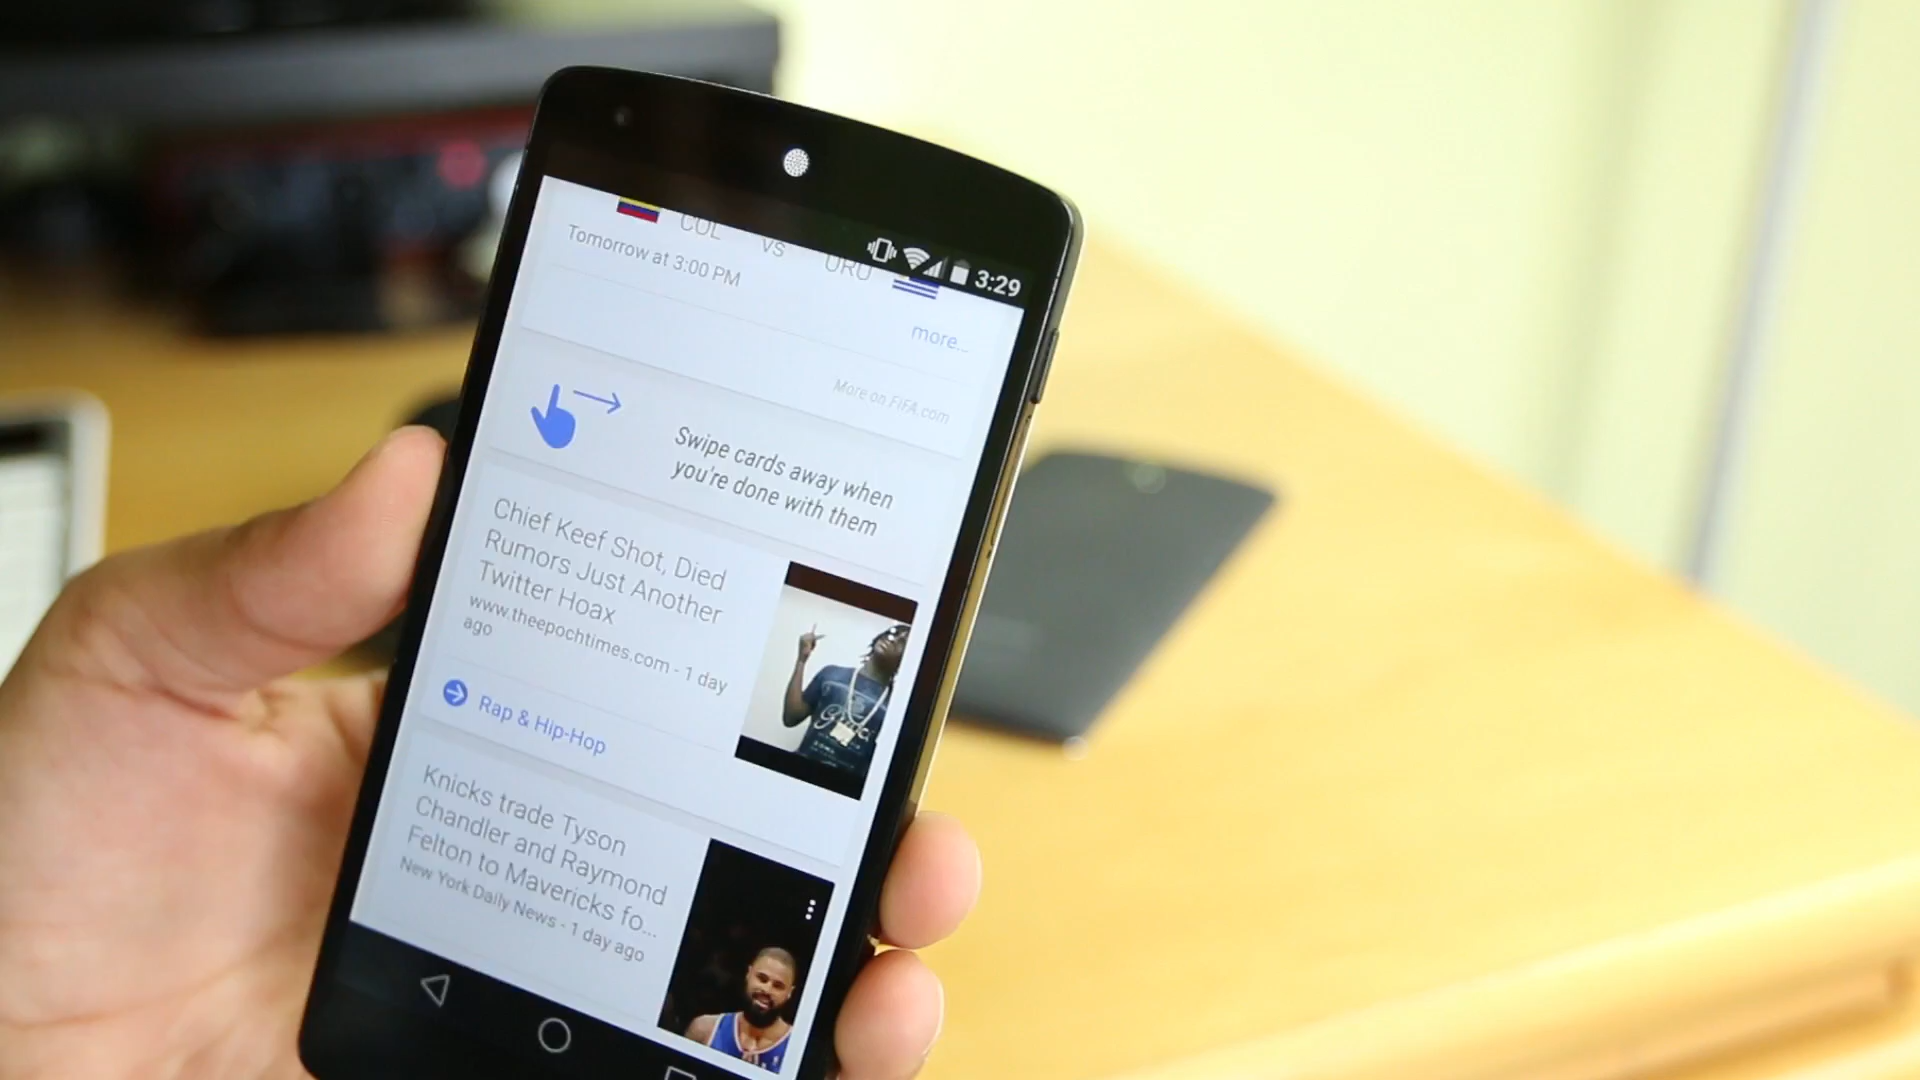 3:29
COL vs URU
Tomorrow at 3:00 PM
more...
More on FIFA.com
Swipe cards away when
you're done with them
Chief Keef Shot, Died
Rumors Just Another
Twitter Hoax
www.theepochtimes.com - 1 day
ago
Rap & Hip-Hop
Knicks trade Tyson
Chandler and Raymond
Felton to Mavericks fo...
New York Daily News - 1 day ago